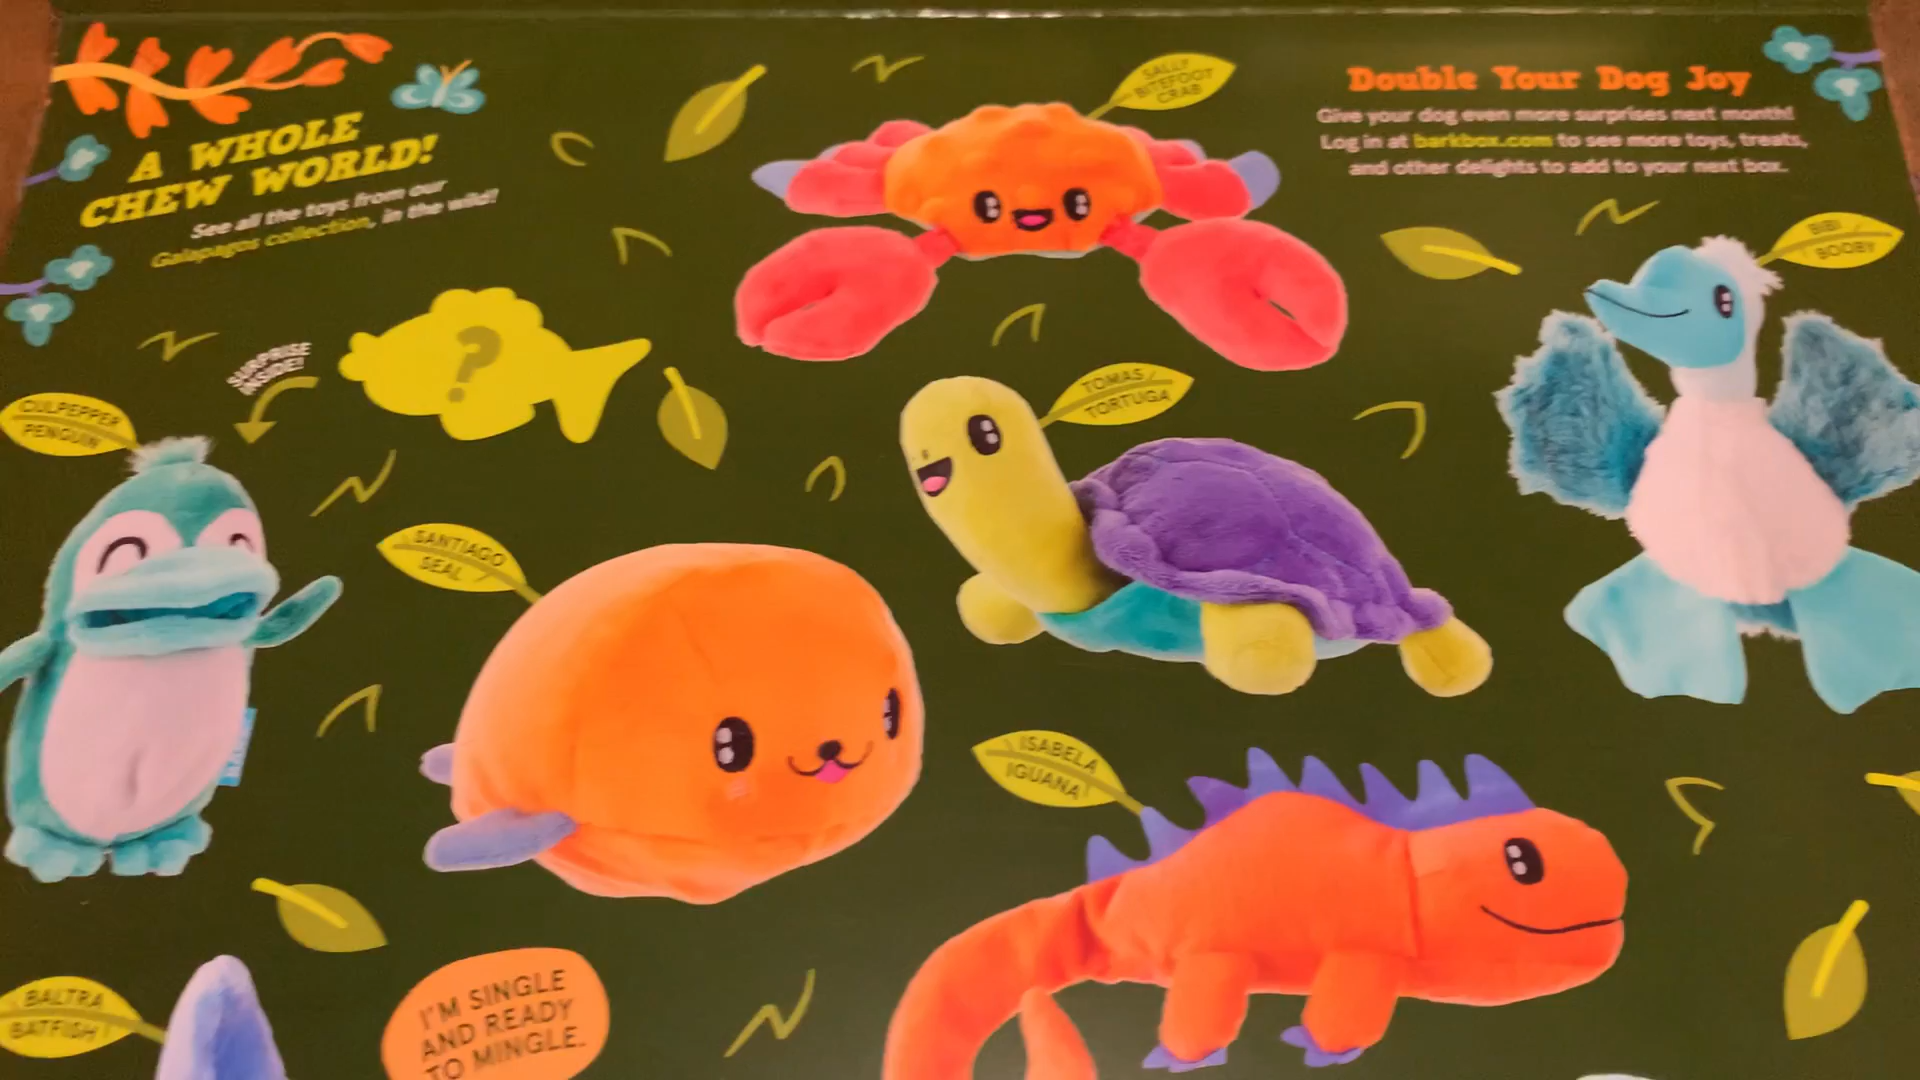 A WHOLE
CHEW WORLD!
See all the toys from our
Galapagos collection, in the wild!
SALLY
BITEFOOT
CRAB
Double Your Dog Joy
Give your dog even more surprises next month!
Log in at barkbox.com to see more toys, treats,
and other delights to add to your next box.
BIBI
BOOBY
SURPRISE
INSIDE!
?
TOMAS
TORTUGA
CULPEPPER
PENGUIN
SANTIAGO
SEAL
ISABELA
IGUANA
BALTRA
BATFISH
I'M SINGLE
AND READY
TO MINGLE.